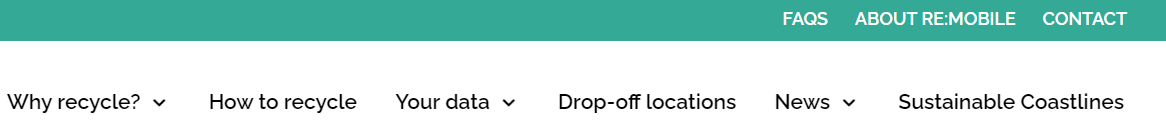 FAQS ABOUT RE:MOBILE CONTACT
Why recycle? How to recycle Your data Drop-off locations News Sustainable Coastlines